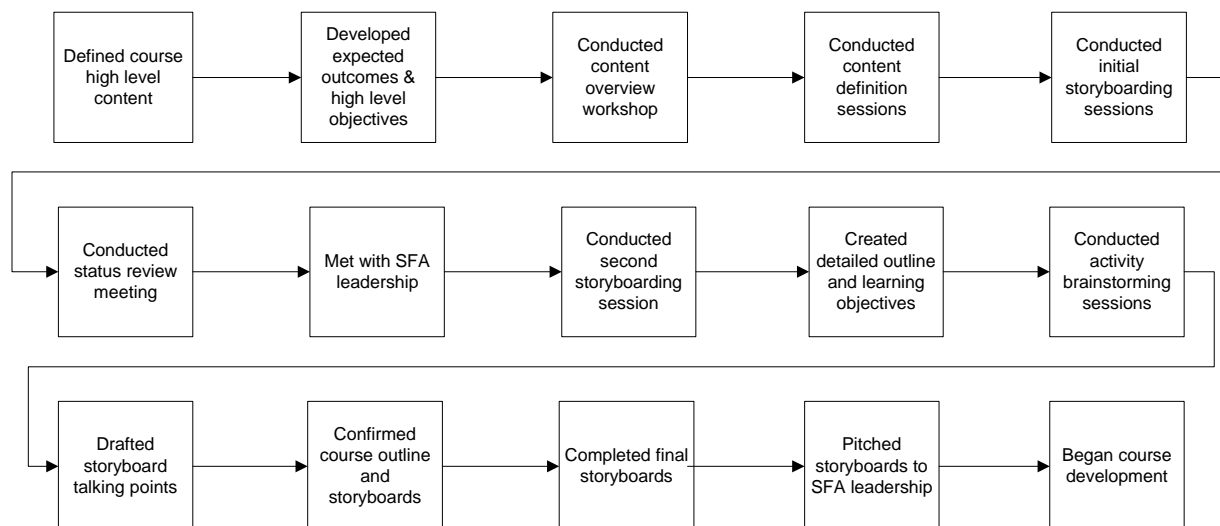 Defined course
high level
content
Developed
expected
outcomes &
high level
objectives
Conducted
content
overview
workshop
Conducted
content
definition
sessions
Conducted
initial
storyboarding
sessions
Conducted
status review
meeting
Met with SFA
leadership
Conducted
second
storyboarding
session
Created
detailed outline
and learning
objectives
Conducted
activity
brainstorming
sessions
Drafted
storyboard
talking points
Confirmed
course outline
and
storyboards
Completed final
storyboards
Pitched
storyboards to
SFA leadership
Began course
development